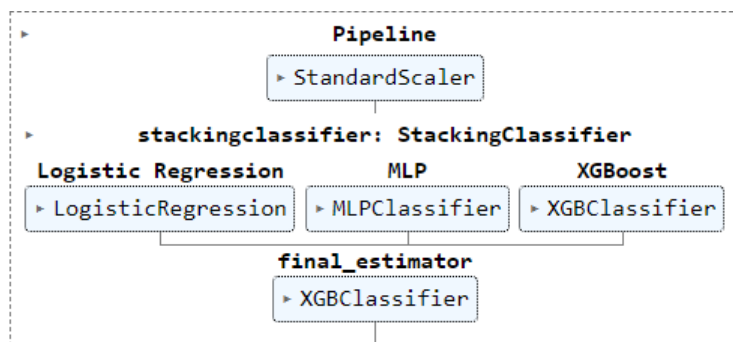 Pipeline
StandardScaler
stackingclassifier: StackingClassifier
Logistic Regression MLP XGBoost
LogisticRegression MLPClassifier XGBClassifier
final_estimator
XGBClassifier